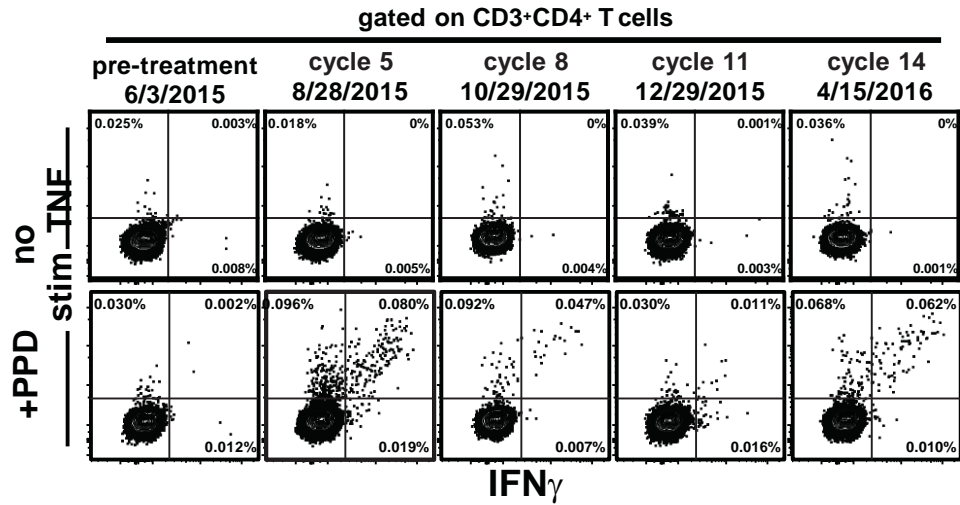 gated on CD3+CD4+ T cells
pre-treatment cycle 5 cycle 8 cycle 11 cycle 14
6/3/2015 8/28/2015 10/29/2015 12/29/2015 4/15/2016
0.025% 0.003% 0.018% 0% 0.053% 0% 0.039% 0.001% 0.036% 0%
no
stim
TNF
0.008% 0.005% 0.004% 0.003% 0.001%
0.030% 0.002% 0.096% 0.080% 0.092% 0.047% 0.030% 0.011% 0.068% 0.062%
+PPD
0.012% 0.019% 0.007% 0.016% 0.010%
IFNγ